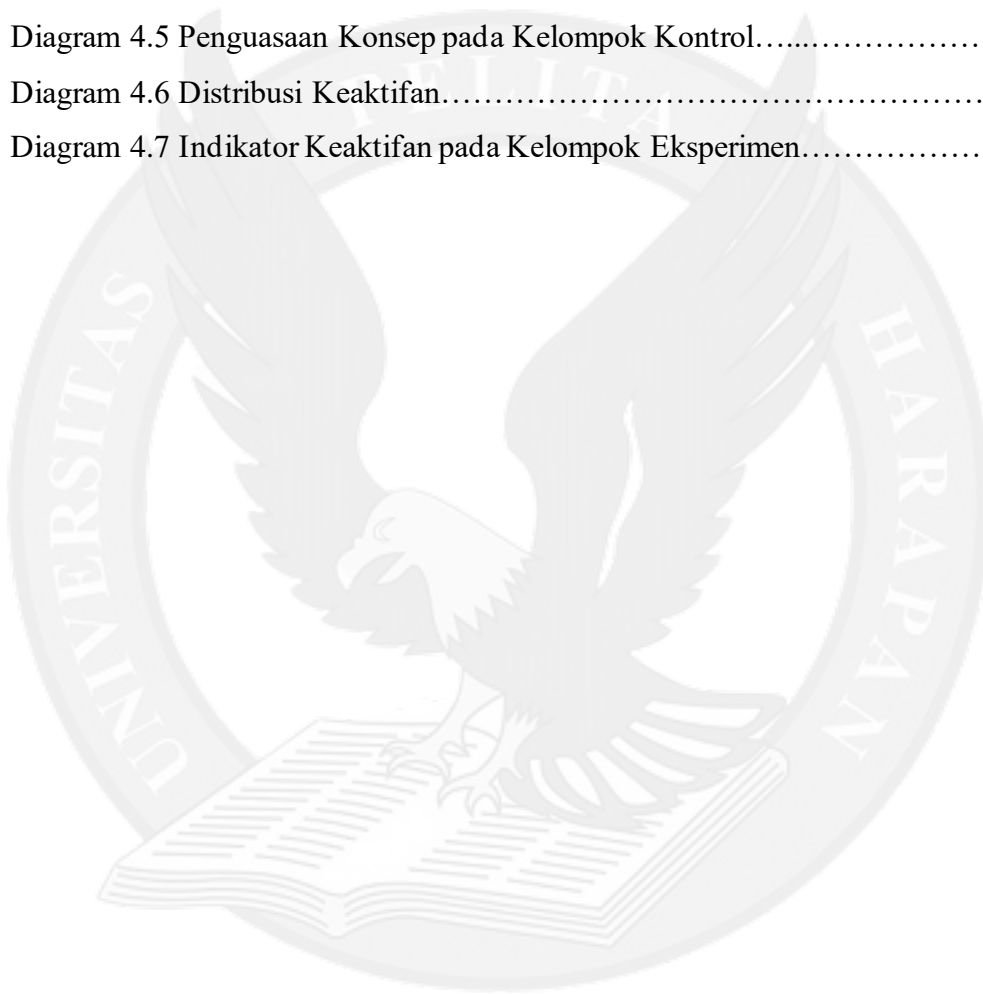 Diagram 4.5 Penguasaan Konsep pada Kelompok Kontrol…...………………
Diagram 4.6 Distribusi Keaktifan……………………………………………
Diagram 4.7 Indikator Keaktifan pada Kelompok Eksperimen………………
UNIVERSITAS PELITA HARAPAN